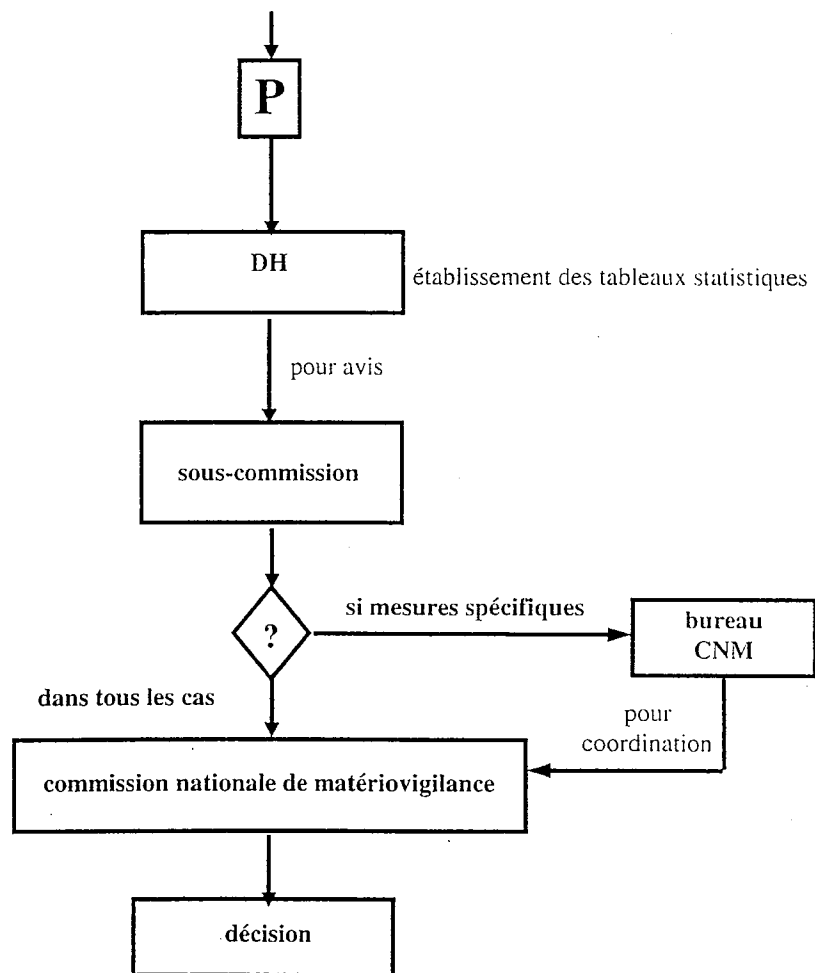 P
DH
établissement des tableaux statistiques
pour avis
sous-commission
?
si mesures spécifiques
bureau
CNM
dans tous les cas
pour
coordination
commission nationale de matériovigilance
décision